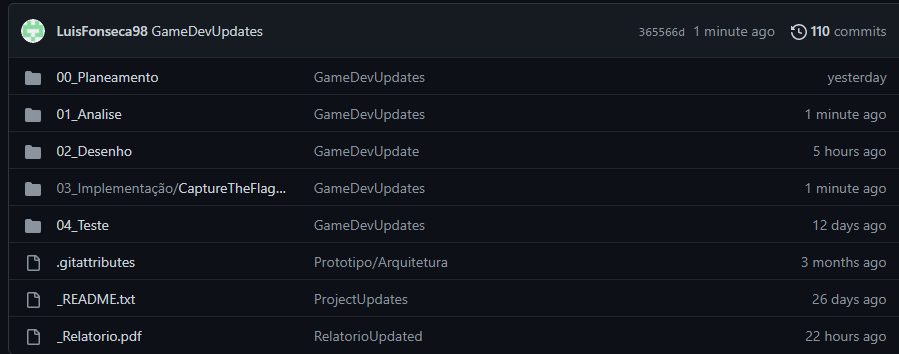 LuisFonseca98 GameDevUpdates 365566d 1 minute ago 110 commits
00_Planeamento GameDevUpdates yesterday
01_Analise GameDevUpdates 1 minute ago
02_Desenho GameDevUpdate 5 hours ago
03_Implementação/CaptureTheFlag... GameDevUpdates 1 minute ago
04_Teste GameDevUpdates 12 days ago
.gitattributes Prototipo/Arquitetura 3 months ago
_README.txt ProjectUpdates 26 days ago
_Relatorio.pdf RelatorioUpdated 22 hours ago